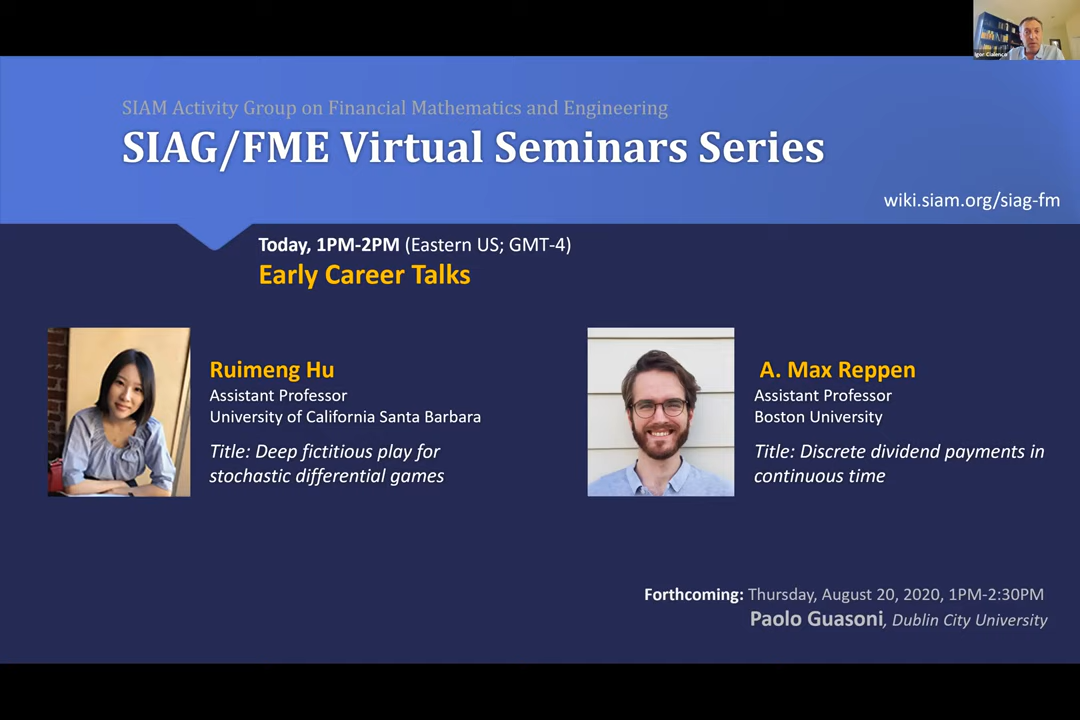 Igor Cialenco
SIAM Activity Group on Financial Mathematics and Engineering
SIAG/FME Virtual Seminars Series
wiki.siam.org/siag-fm
Today, 1PM-2PM (Eastern US; GMT-4)
Early Career Talks
Ruimeng Hu
Assistant Professor
University of California Santa Barbara
Title: Deep fictitious play for
stochastic differential games
A. Max Reppen
Assistant Professor
Boston University
Title: Discrete dividend payments in
continuous time
Forthcoming: Thursday, August 20, 2020, 1PM-2:30PM
Paolo Guasoni, Dublin City University